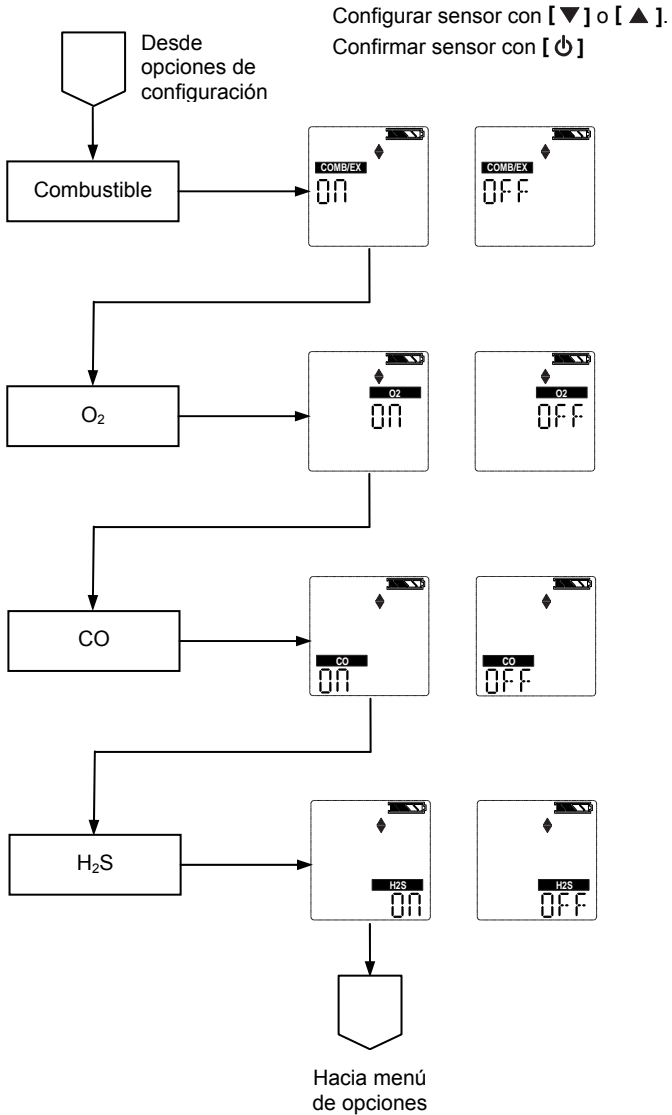 Configurar sensor con [▼] o [▲].
Confirmar sensor con [⏻]
Desde
opciones de
configuración
Combustible
COMB/EX
ON
COMB/EX
OFF
O₂
O2
ON
O2
OFF
CO
CO
ON
CO
OFF
H₂S
H2S
ON
H2S
OFF
Hacia menú
de opciones